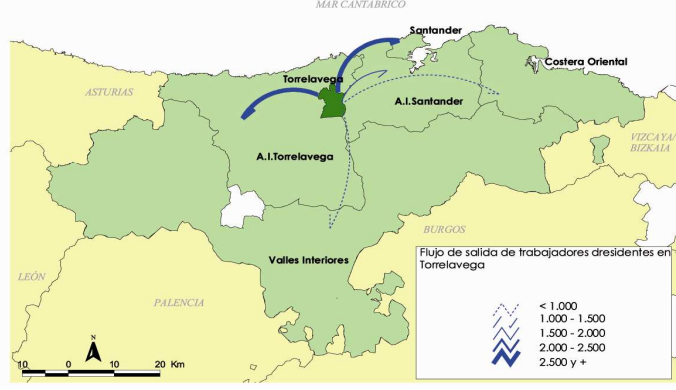 MAR CANTABRICO
Santander
Costera Oriental
Torrelavega
ASTURIAS
A.I.Santander
VIZCAYA/
BIZKAIA
A.I.Torrelavega
BURGOS
Valles Interiores
Flujo de salida de trabajadores dresidentes en
Torrelavega
LEÓN
PALENCIA
< 1.000
1.000 - 1.500
1.500 - 2.000
2.000 - 2.500
2.500 y +
N
10 0 10 20 Km